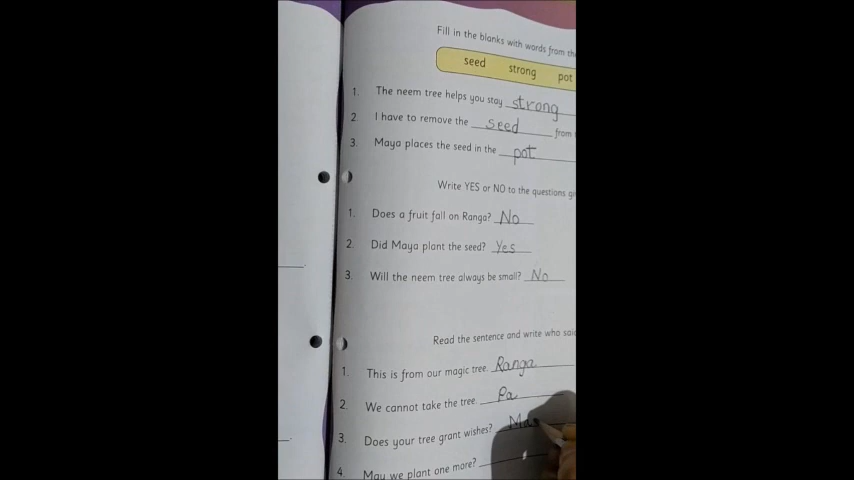 Fill in the blanks with words from the
seed strong pot
1. The neem tree helps you stay strong
2. I have to remove the seed from
3. Maya places the seed in the pot
Write YES or NO to the questions
1. Does a fruit fall on Ranga? No
2. Did Maya plant the seed? Yes
3. Will the neem tree always be small? No
Read the sentence and write who said
1. This is from our magic tree. Ranga
2. We cannot take the tree. Pa
3. Does your tree grant wishes?
4 May we plant one more?